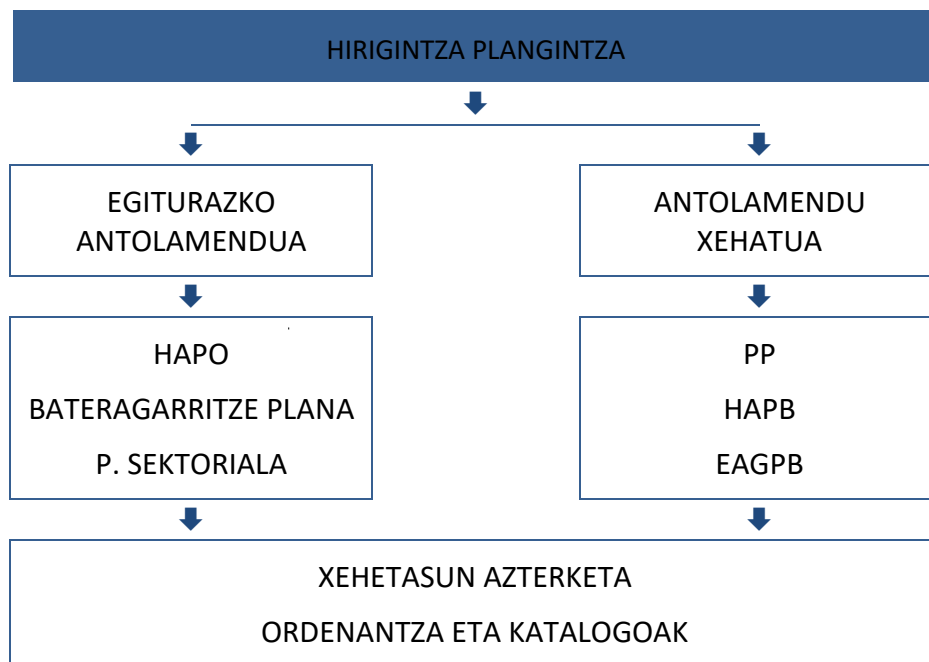 HIRIGINTZA PLANGINTZA
EGITURAZKO
ANTOLAMENDUA
ANTOLAMENDU
XEHATUA
HAPO
BATERAGARRITZE PLANA
P. SEKTORIALA
PP
HAPB
EAGPB
XEHETASUN AZTERKETA
ORDENANTZA ETA KATALOGOAK